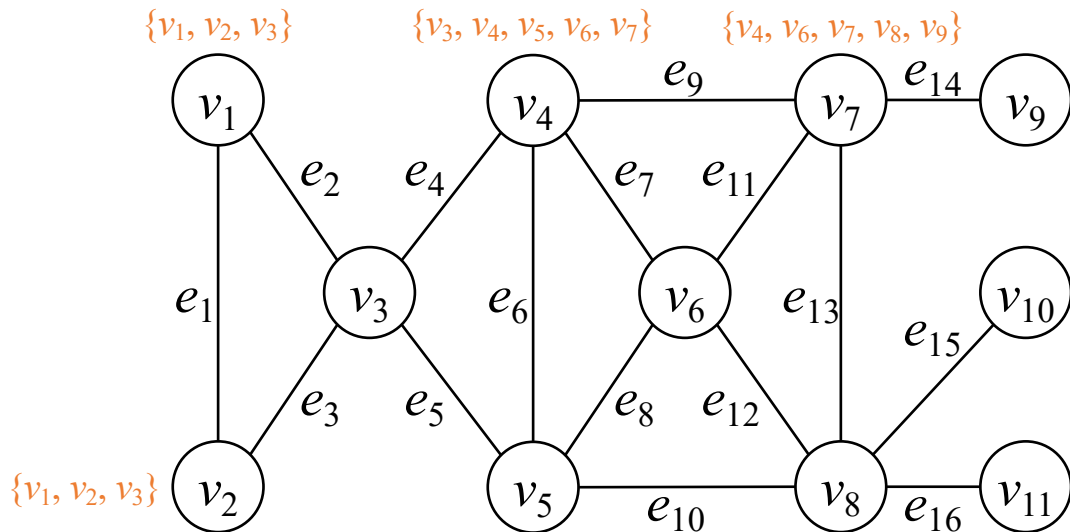 {v₁, v₂, v₃} {v₃, v₄, v₅, v₆, v₇} {v₄, v₆, v₇, v₈, v₉}
v₁ v₄ e₉ v₇ e₁₄ v₉
e₂ e₄ e₇ e₁₁
e₁ v₃ e₆ v₆ e₁₃ v₁₀
e₁₅
e₃ e₅ e₈ e₁₂
{v₁, v₂, v₃} v₂ v₅ e₁₀ v₈ e₁₆ v₁₁